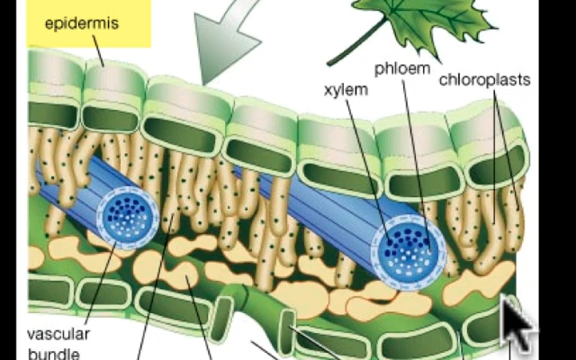 epidermis
phloem
xylem
chloroplasts
vascular
bundle